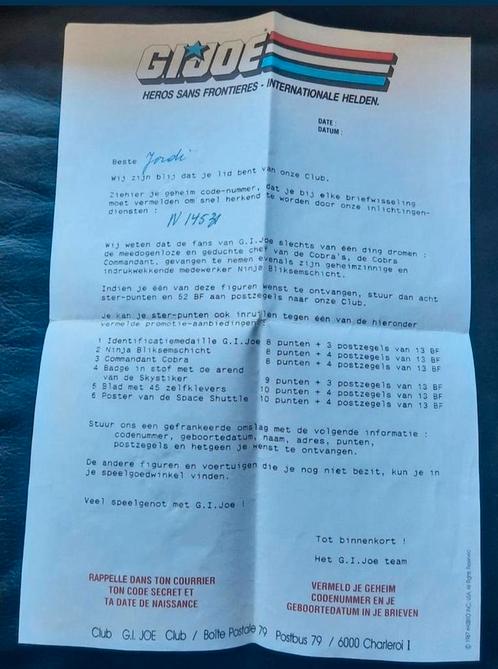 G.I. JOE
HEROS SANS FRONTIERES - INTERNATIONALE HELDEN.
DATE :
DATUM :
Beste Jordi
Wij zijn blij dat je lid bent van onze Club.
Ziehier je geheim code-nummer, dat je bij elke briefwisseling
moet vermelden om snel herkend te worden door onze inlichtingen-
diensten : N 14531
Wij weten dat de fans van G.I.Joe slechts van één ding dromen :
de meedogenloze en geduchte chef van de Cobra's, de Cobra
Commandant, gevangen te nemen evenals zijn geheimzinnige en
indrukwekkende medewerker Ninja Bliksemschicht.
Indien je één van deze figuren wenst te ontvangen, stuur dan acht
ster-punten en 52 BF aan postzegels naar onze Club.
Je kan je ster-punten ook inruilen tegen één van de hieronder
vermelde promotie-aanbiedingen
1 Identificatiemedaille G.I.Joe 8 punten + 3 postzegels van 13 BF
2 Ninja Bliksemschicht 8 punten + 4 postzegels van 13 BF
3 Commandant Cobra 8 punten + 4 postzegels van 13 BF
4 Badge in stof met de arend
van de Skystiker 9 punten + 3 postzegels van 13 BF
5 Blad met 45 zelfklevers 10 punten + 4 postzegels van 13 BF
6 Poster van de Space Shuttle 10 punten + 4 postzegels van 13 BF
Stuur ons een gefrankeerde omslag met de volgende informatie :
codenummer, geboortedatum, naam, adres, punten,
postzegels en hetgeen je wenst te ontvangen.
De andere figuren en voertuigen die je nog niet bezit, kun je in
je speelgoedwinkel vinden.
Veel speelgenot met G.I.Joe !
Tot binnenkort !
Het G.I.Joe team
RAPPELLE DANS TON COURRIER
TON CODE SECRET ET
TA DATE DE NAISSANCE
VERMELD JE GEHEIM
CODENUMMER EN JE
GEBOORTEDATUM IN JE BRIEVEN
Club G.I. JOE Club / Boîte Postale 79 Postbus 79 / 6000 Charleroi I
© 1987 HASBRO INC. USA. All Rights Reserved.